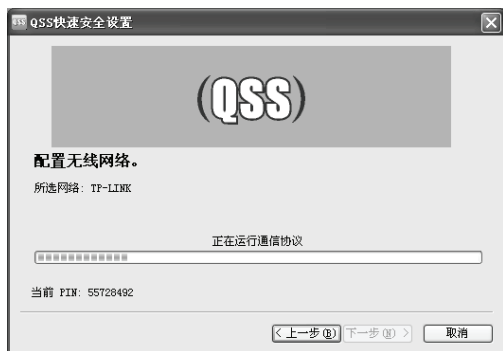 QSS快速安全设置
(QSS)
配置无线网络。
所选网络: TP-LINK
正在运行通信协议
当前 PIN: 55728492
< 上一步(B) 下一步(N) > 取消